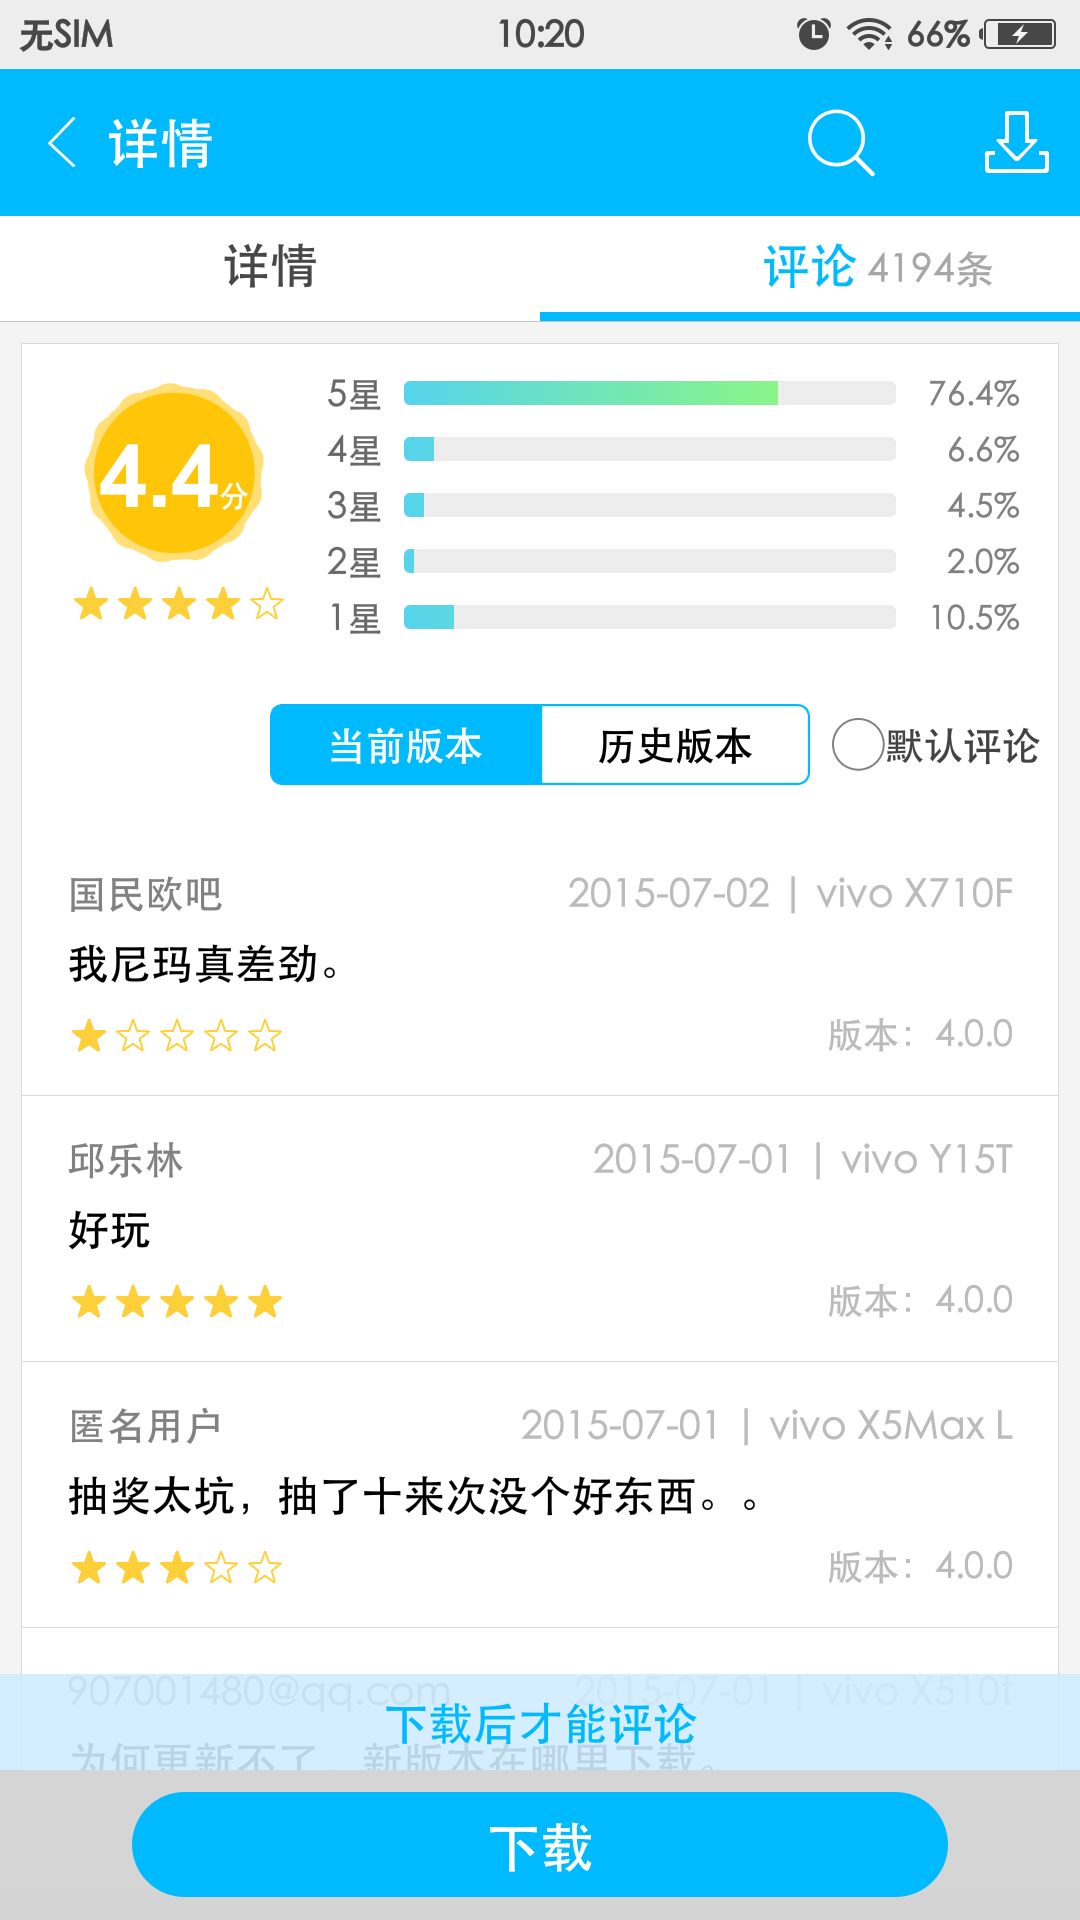 无SIM 10:20 66%
详情
详情 评论 4194条
5星 76.4%
4星 6.6%
4.4分
3星 4.5%
2星 2.0%
1星 10.5%
当前版本 历史版本 默认评论
国民欧吧 2015-07-02 | vivo X710F
我尼玛真差劲。
版本：4.0.0
邱乐林 2015-07-01 | vivo Y15T
好玩
版本：4.0.0
匿名用户 2015-07-01 | vivo X5Max L
抽奖太坑，抽了十来次没个好东西。。
版本：4.0.0
907001480@qq.com 2015-07-01 | vivo X510t
下载后才能评论
为何更新不了，新版本在哪里下载。
下载